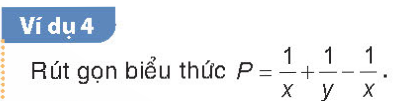 Ví dụ 4
Rút gọn biểu thức P = 1/x + 1/y − 1/x .